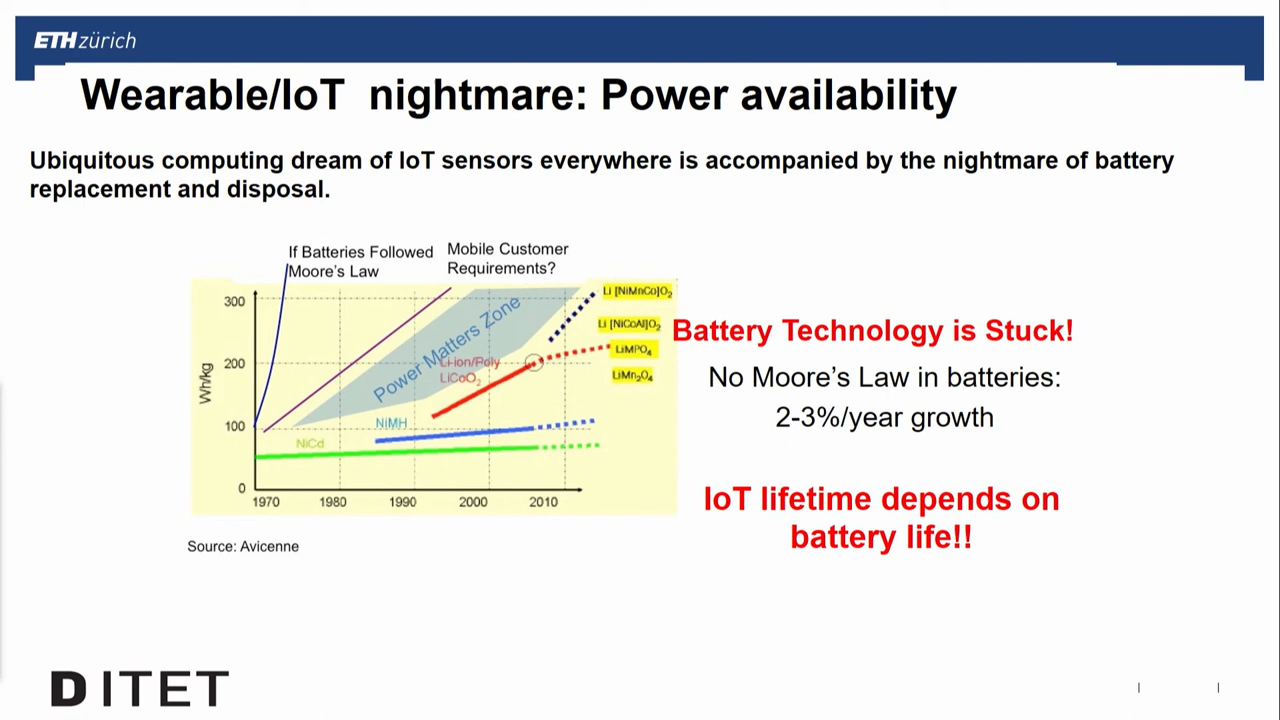 ETH zürich
Wearable/IoT nightmare: Power availability
Ubiquitous computing dream of IoT sensors everywhere is accompanied by the nightmare of battery
replacement and disposal.
If Batteries Followed
Moore's Law
Mobile Customer
Requirements?
Li [NiMnCo]O₂
Li [NiCoAl]O₂
LiMPO₄
LiMn₂O₄
Power Matters Zone
Li-ion/Poly
LiCoO₂
NiMH
NiCd
Wh/kg
300
200
100
0
1970 1980 1990 2000 2010
Source: Avicenne
Battery Technology is Stuck!
No Moore's Law in batteries:
2-3%/year growth
IoT lifetime depends on
battery life!!
D ITET